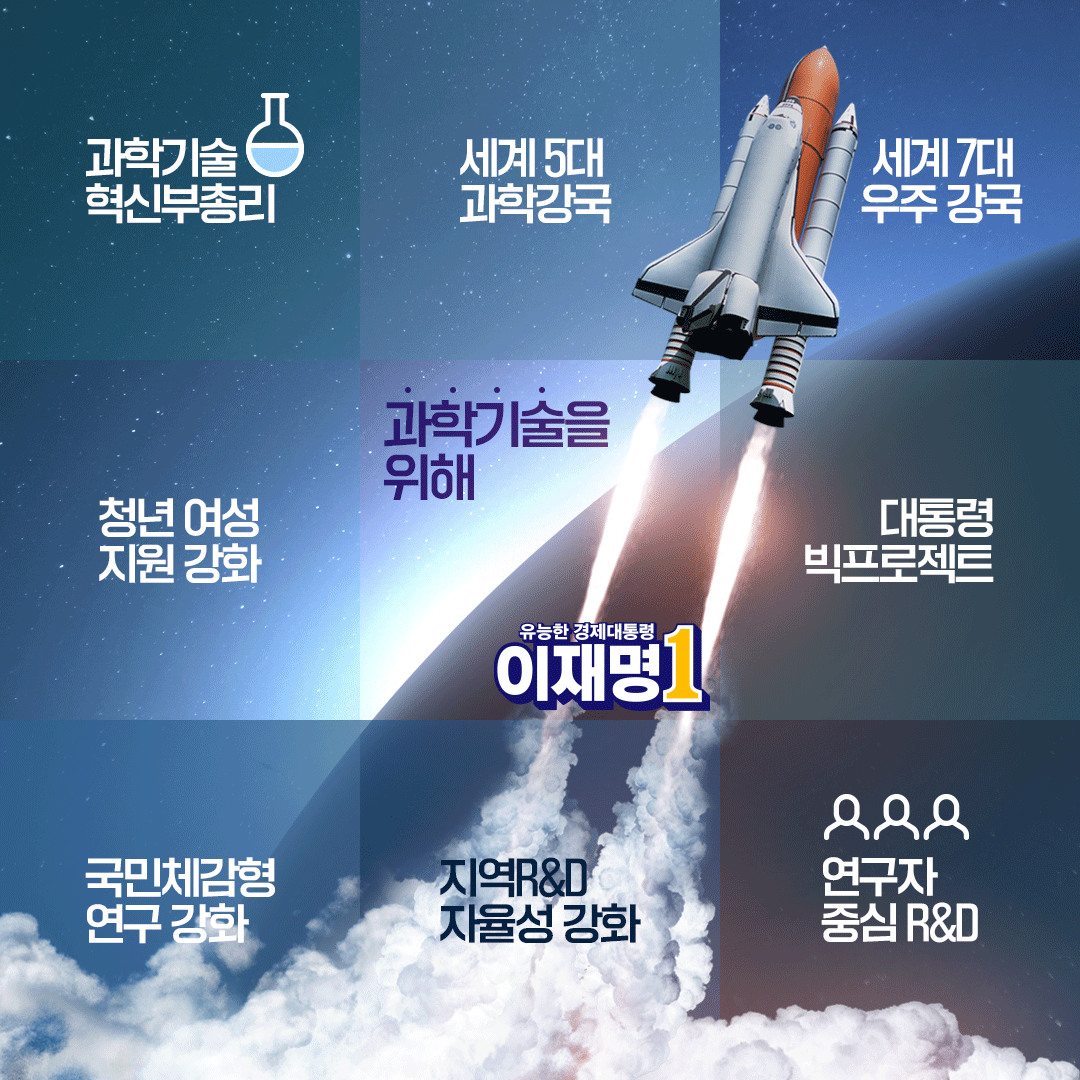 과학기술
혁신부총리
세계 5대
과학강국
세계 7대
우주 강국
청년 여성
지원 강화
과학기술을
위해
대통령
빅프로젝트
유능한 경제대통령
이재명1
국민체감형
연구 강화
지역R&D
자율성 강화
연구자
중심 R&D